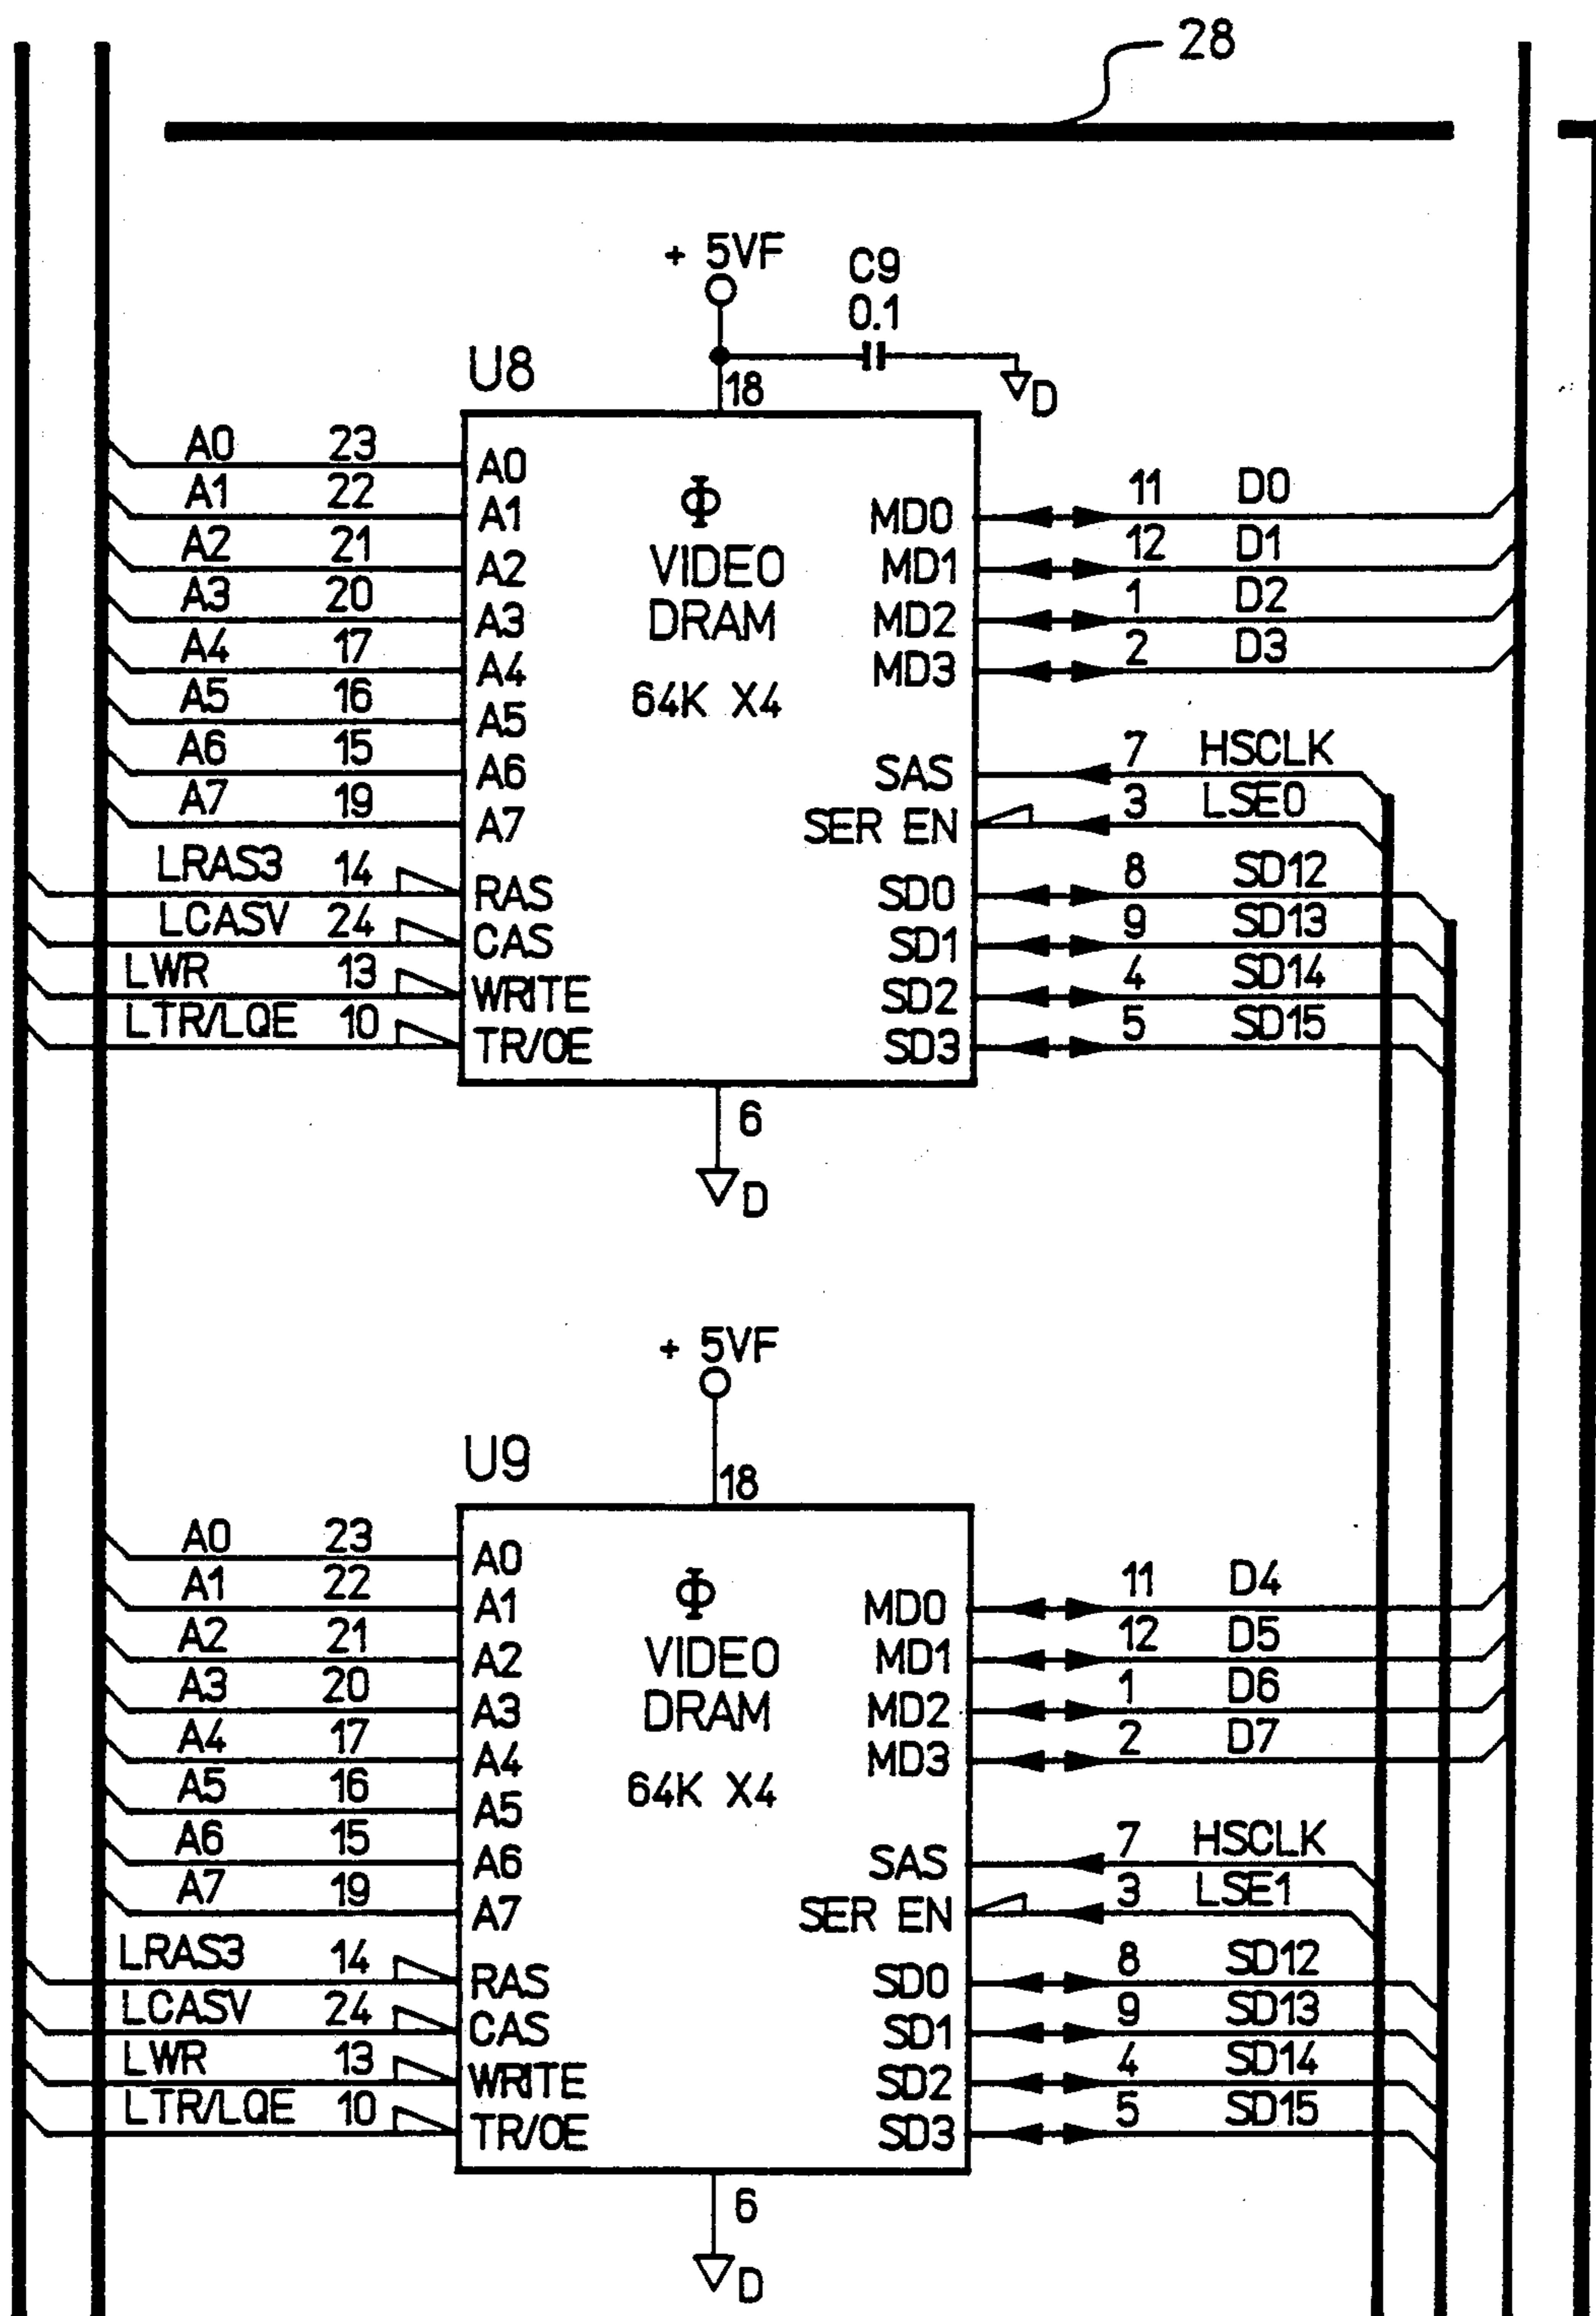 28
+ 5VF
C9
0.1
U8
18
D
A0 23 A0
A1 22 A1
A2 21 A2
A3 20 A3
A4 17 A4
A5 16 A5
A6 15 A6
A7 19 A7
LRAS3 14 RAS
LCASV 24 CAS
LWR 13 WRITE
LTR/LQE 10 TR/OE
Φ
VIDEO
DRAM
64K X4
MD0 11 D0
MD1 12 D1
MD2 1 D2
MD3 2 D3
SAS 7 HSCLK
SER EN 3 LSE0
SD0 8 SD12
SD1 9 SD13
SD2 4 SD14
SD3 5 SD15
6
D
+ 5VF
U9
18
A0 23 A0
A1 22 A1
A2 21 A2
A3 20 A3
A4 17 A4
A5 16 A5
A6 15 A6
A7 19 A7
LRAS3 14 RAS
LCASV 24 CAS
LWR 13 WRITE
LTR/LQE 10 TR/OE
Φ
VIDEO
DRAM
64K X4
MD0 11 D4
MD1 12 D5
MD2 1 D6
MD3 2 D7
SAS 7 HSCLK
SER EN 3 LSE1
SD0 8 SD12
SD1 9 SD13
SD2 4 SD14
SD3 5 SD15
6
D